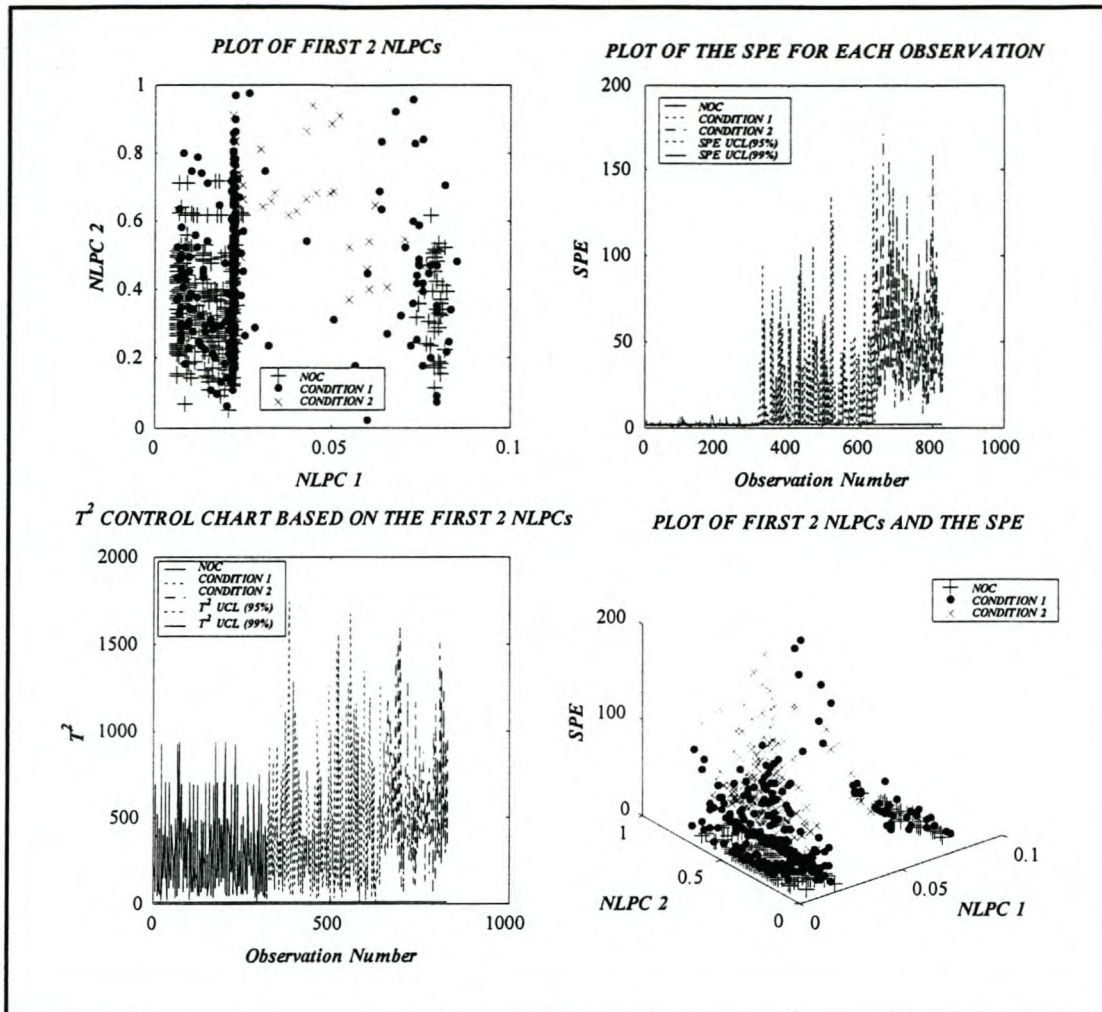 PLOT OF FIRST 2 NLPCs
1
0.8
0.6
0.4
0.2
0
NLPC 2
NOC
CONDITION 1
CONDITION 2
0
0.05
0.1
NLPC 1
PLOT OF THE SPE FOR EACH OBSERVATION
200
150
100
50
0
SPE
NOC
CONDITION 1
CONDITION 2
SPE UCL(95%)
SPE UCL(99%)
0
200
400
600
800
1000
Observation Number
T² CONTROL CHART BASED ON THE FIRST 2 NLPCs
2000
1500
1000
500
0
T²
NOC
CONDITION 1
CONDITION 2
T² UCL (95%)
T² UCL (99%)
0
500
1000
Observation Number
PLOT OF FIRST 2 NLPCs AND THE SPE
NOC
CONDITION 1
CONDITION 2
200
100
0
SPE
1
0.5
0
NLPC 2
0
0.05
0.1
NLPC 1